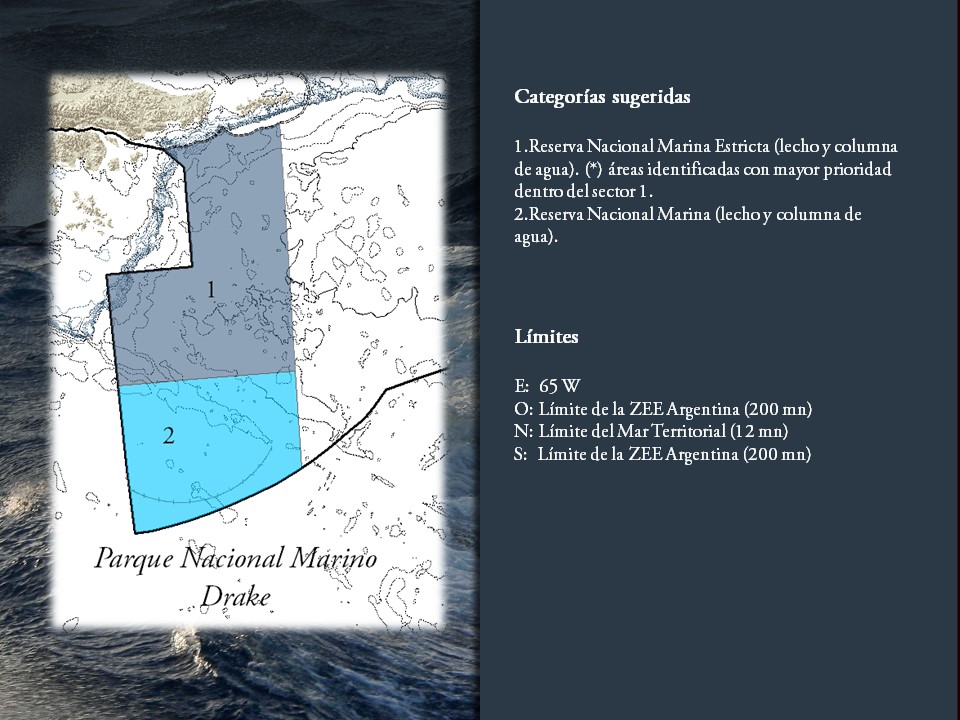 1
2
Parque Nacional Marino
Drake
Categorías sugeridas
1.Reserva Nacional Marina Estricta (lecho y columna
de agua). (*) áreas identificadas con mayor prioridad
dentro del sector 1.
2.Reserva Nacional Marina (lecho y columna de
agua).
Límites
E: 65 W
O: Límite de la ZEE Argentina (200 mn)
N: Límite del Mar Territorial (12 mn)
S: Límite de la ZEE Argentina (200 mn)